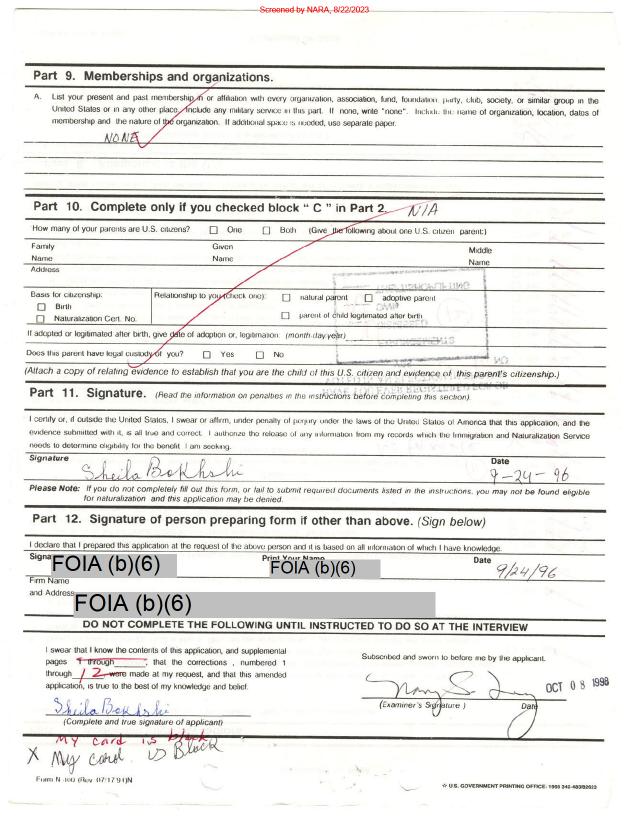 Screened by NARA, 8/22/2023
Part 9. Memberships and organizations.
A. List your present and past membership in or affiliation with every organization, association, fund, foundation, party, club, society, or similar group in the
United States or in any other place. Include any military service in this part. If none, write "none". Include the name of organization, location, dates of
membership and the nature of the organization. If additional space is needed, use separate paper.
NONE
Part 10. Complete only if you checked block " C " in Part 2. N/A
How many of your parents are U.S. citizens? One Both (Give the following about one U.S. citizen parent:)
Family Given Middle
Name Name Name
Address
Basis for citizenship: Relationship to you (check one): natural parent adoptive parent
Birth
Naturalization Cert. No. parent of child legitimated after birth
If adopted or legitimated after birth, give date of adoption or, legitimation: (month-day-year)
Does this parent have legal custody of you? Yes No
(Attach a copy of relating evidence to establish that you are the child of this U.S. citizen and evidence of this parent's citizenship.)
Part 11. Signature. (Read the information on penalties in the instructions before completing this section).
I certify or, if outside the United States, I swear or affirm, under penalty of perjury under the laws of the United States of America that this application, and the
evidence submitted with it, is all true and correct. I authorize the release of any information from my records which the Immigration and Naturalization Service
needs to determine eligibility for the benefit I am seeking.
Signature Date
Sheila Bokhshi 9-24-96
Please Note: If you do not completely fill out this form, or fail to submit required documents listed in the instructions, you may not be found eligible
for naturalization and this application may be denied.
Part 12. Signature of person preparing form if other than above. (Sign below)
I declare that I prepared this application at the request of the above person and it is based on all information of which I have knowledge.
Signa Print Your Name Date
FOIA (b)(6) FOIA (b)(6) 9/24/96
Firm Name
and Address
FOIA (b)(6)
DO NOT COMPLETE THE FOLLOWING UNTIL INSTRUCTED TO DO SO AT THE INTERVIEW
I swear that I know the contents of this application, and supplemental
pages 1 through , that the corrections , numbered 1
through 12 were made at my request, and that this amended
application, is true to the best of my knowledge and belief.
Sheila Bokhshi
(Complete and true signature of applicant)
Subscribed and sworn to before me by the applicant.
OCT 08 1998
(Examiner's Signature ) Date
My card is black
X My card is Block
Form N-400 (Rev. 07/17/91)N
☆ U.S. GOVERNMENT PRINTING OFFICE: